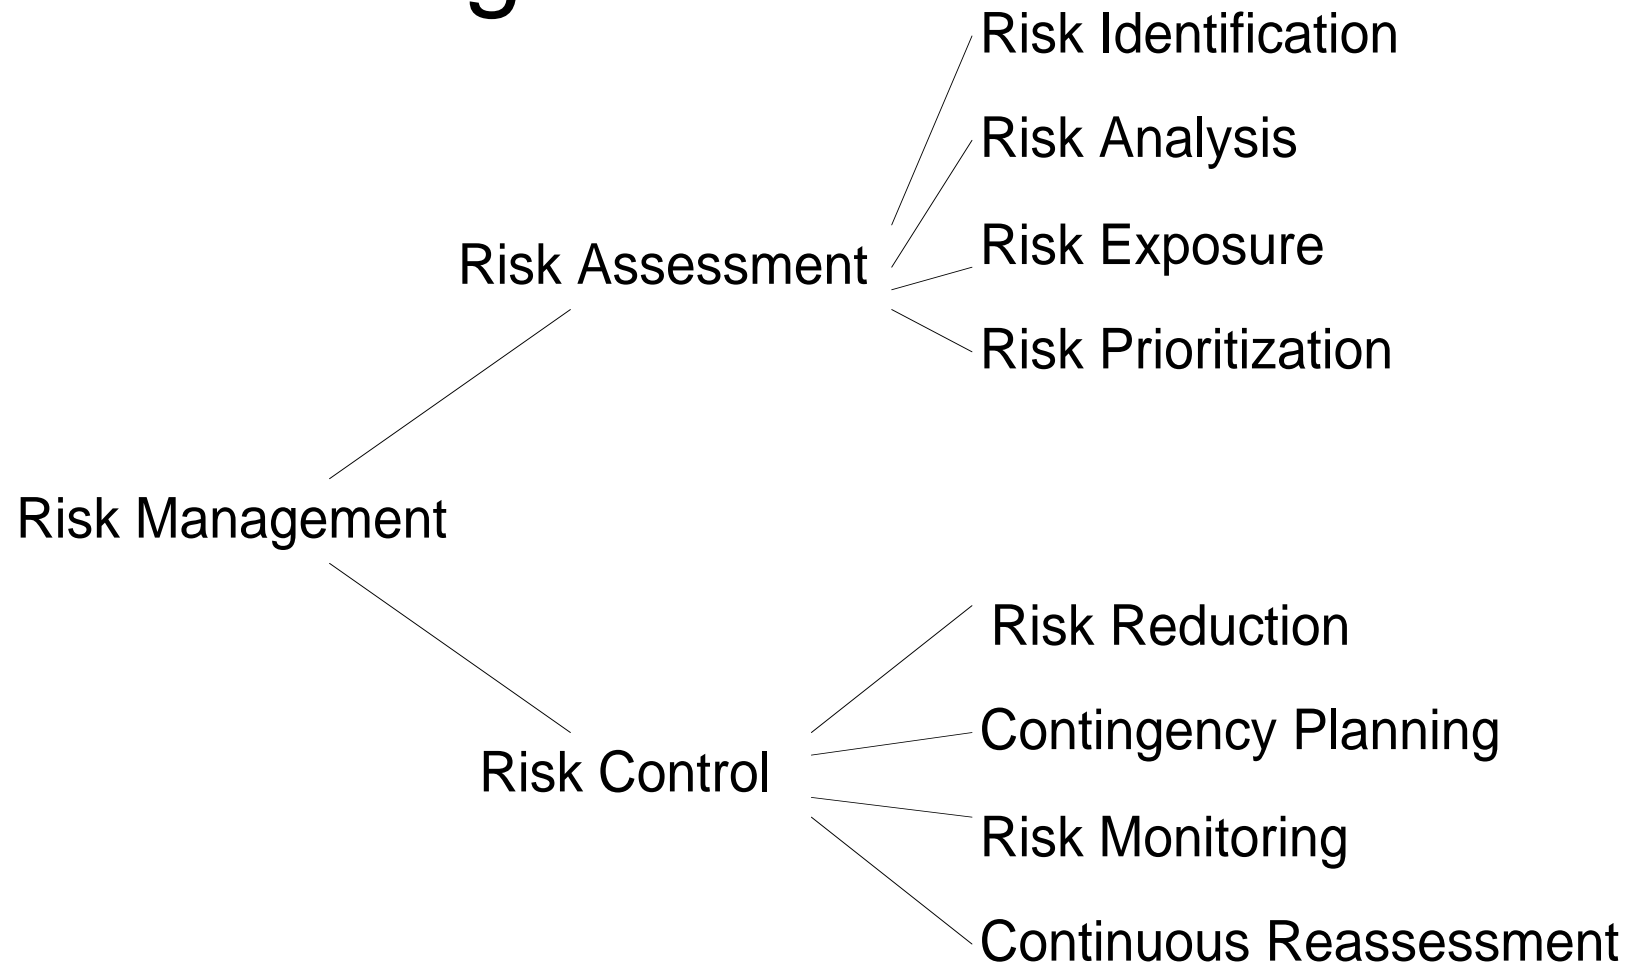 Risk Identification
Risk Analysis
Risk Exposure
Risk Assessment
Risk Prioritization
Risk Management
Risk Reduction
Contingency Planning
Risk Control
Risk Monitoring
Continuous Reassessment